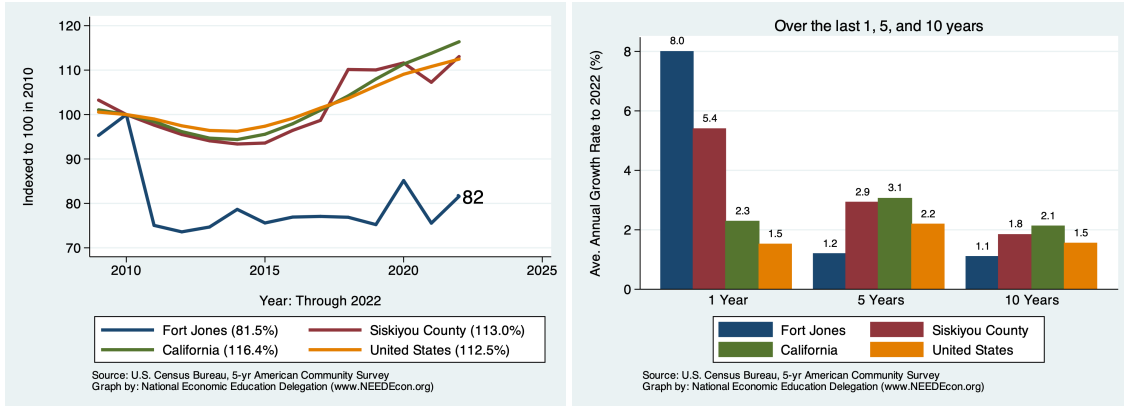 Indexed to 100 in 2010
120
110
100
90
80
70
82
2010
2015
2020
2025
Year: Through 2022
Fort Jones (81.5%)
Siskiyou County (113.0%)
California (116.4%)
United States (112.5%)
Source: U.S. Census Bureau, 5-yr American Community Survey
Graph by: National Economic Education Delegation (www.NEEDEcon.org)
Over the last 1, 5, and 10 years
Ave. Annual Growth Rate to 2022 (%)
8
6
4
2
0
8.0
5.4
2.3
1.5
1.2
2.9
3.1
2.2
1.1
1.8
2.1
1.5
1 Year
5 Years
10 Years
Fort Jones
Siskiyou County
California
United States
Source: U.S. Census Bureau, 5-yr American Community Survey
Graph by: National Economic Education Delegation (www.NEEDEcon.org)